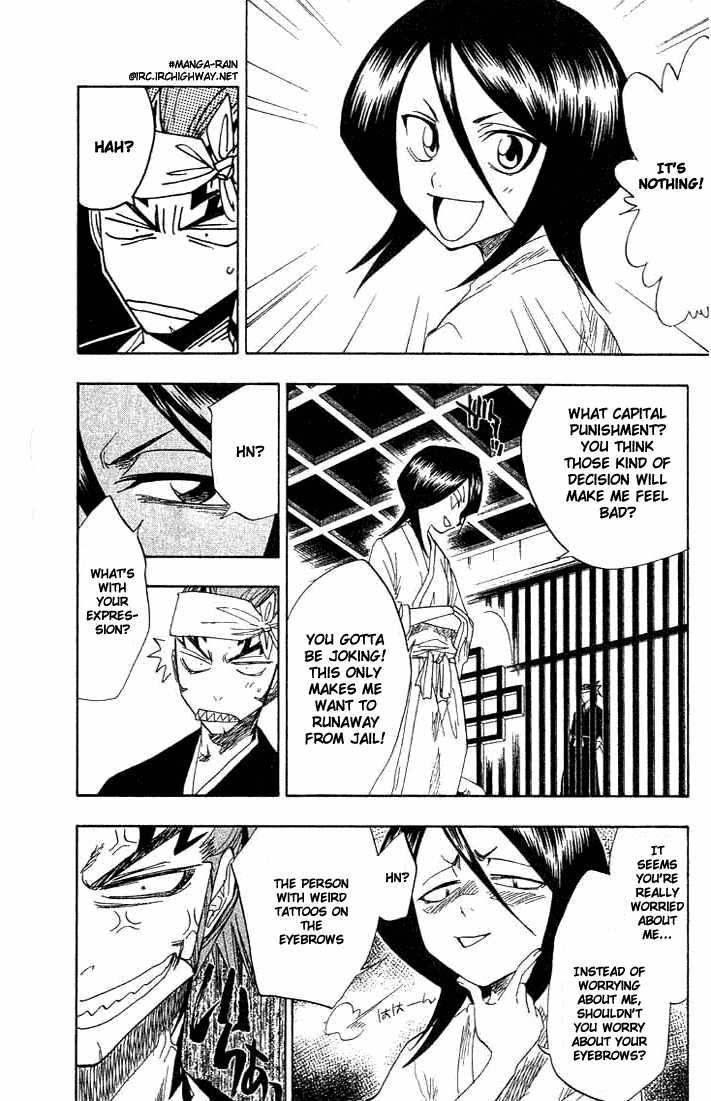 #MANGA-RAIN
@IRC.IRCHIGHWAY.NET
IT'S
NOTHING!
HAH?
WHAT CAPITAL
PUNISHMENT?
YOU THINK
THOSE KIND OF
DECISION WILL
MAKE ME FEEL
BAD?
YOU GOTTA
BE JOKING!
THIS ONLY
MAKES ME
WANT TO
RUNAWAY
FROM JAIL!
HN?
WHAT'S
WITH
YOUR
EXPRES-
SION?
IT
SEEMS
YOU'RE
REALLY
WORRIED
ABOUT
ME...
INSTEAD OF
WORRYING
ABOUT ME,
SHOULDN'T
YOU WORRY
ABOUT YOUR
EYEBROWS?
HN?
はは〜ん
THE PERSON
WITH WEIRD
TATTOOS ON
THE
EYEBROWS